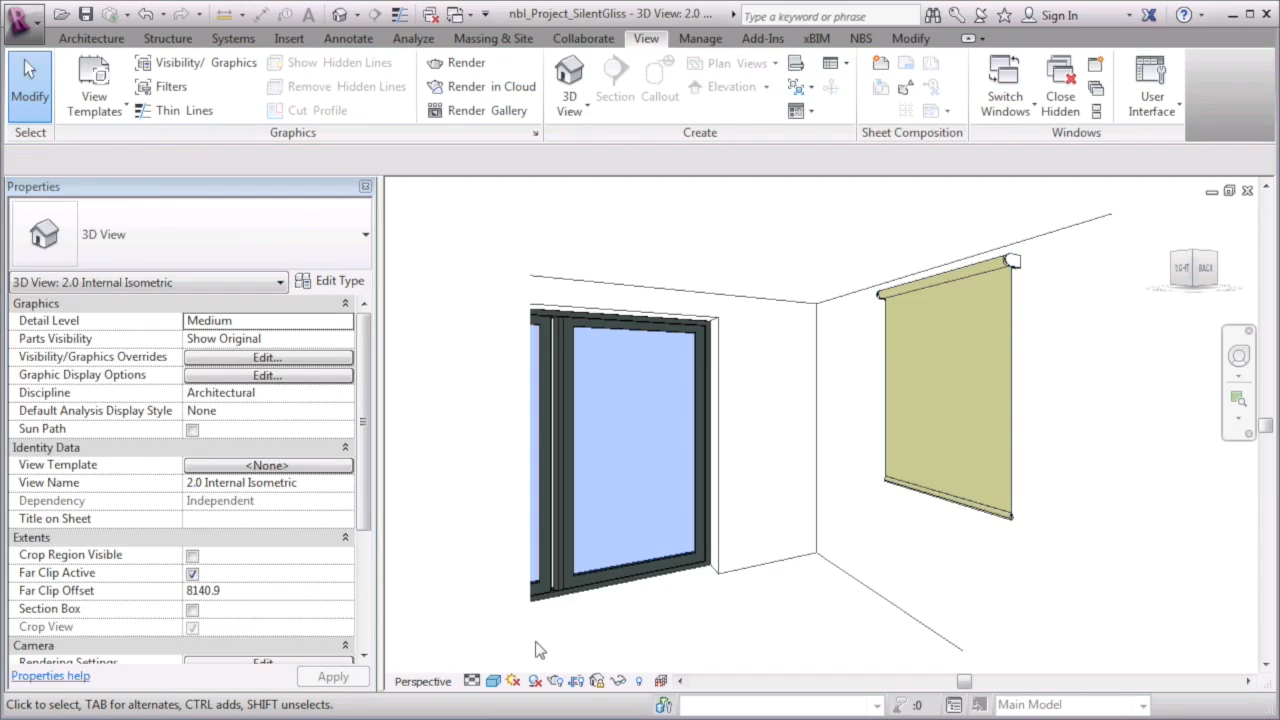 nbl_Project_SilentGliss - 3D View: 2.0 ...
Type a keyword or phrase
Sign In
Architecture Structure Systems Insert Annotate Analyze Massing & Site Collaborate View Manage Add-Ins xBIM NBS Modify
Modify
View
Templates
Visibility/ Graphics
Filters
Thin Lines
Show Hidden Lines
Remove Hidden Lines
Cut Profile
Render
Render in Cloud
Render Gallery
3D
View
Section
Callout
Plan Views
Elevation
Switch
Windows
Close
Hidden
User
Interface
Select Graphics Create Sheet Composition Windows
Properties
3D View
3D View: 2.0 Internal Isometric Edit Type
Graphics
Detail Level Medium
Parts Visibility Show Original
Visibility/Graphics Overrides Edit...
Graphic Display Options Edit...
Discipline Architectural
Default Analysis Display Style None
Sun Path
Identity Data
View Template <None>
View Name 2.0 Internal Isometric
Dependency Independent
Title on Sheet
Extents
Crop Region Visible
Far Clip Active
Far Clip Offset 8140.9
Section Box
Crop View
Camera
Rendering Settings Edit
Properties help Apply
BACK
Perspective
Click to select, TAB for alternates, CTRL adds, SHIFT unselects. :0 Main Model